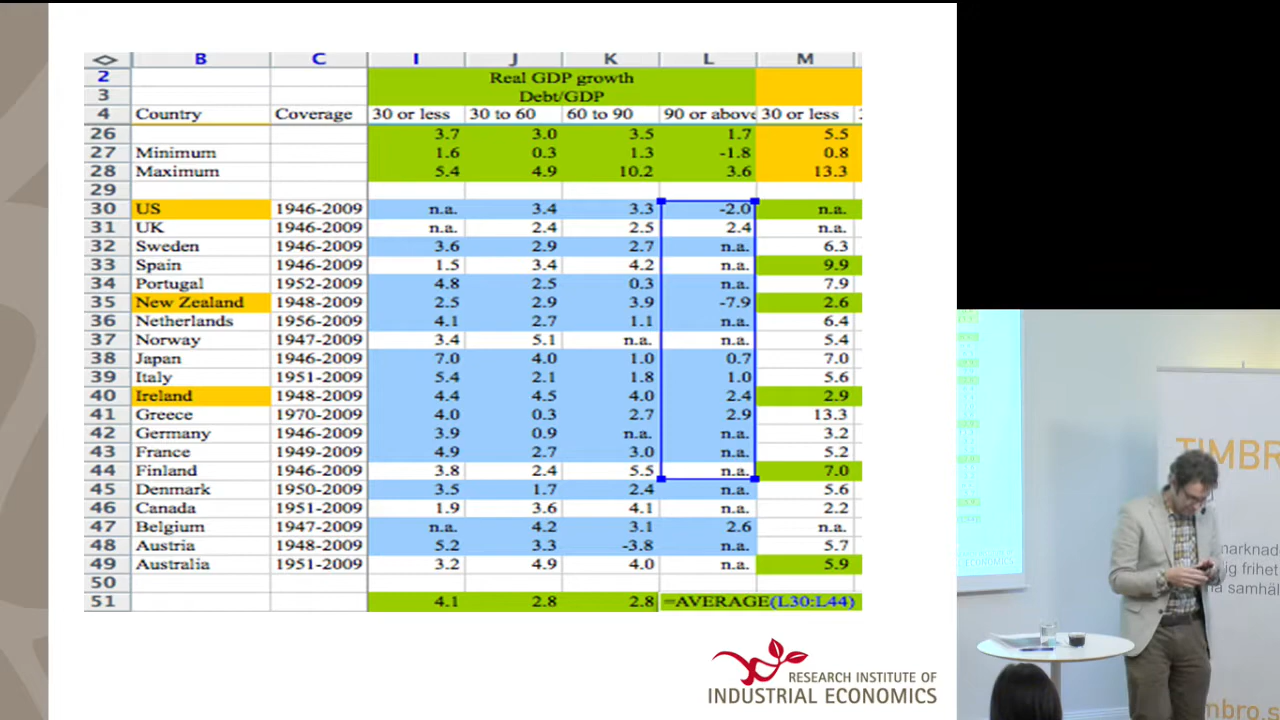 B C I J K L M
2 Real GDP growth
3 Debt/GDP
4 Country Coverage 30 or less 30 to 60 60 to 90 90 or above 30 or less
26 3.7 3.0 3.5 1.7 5.5
27 Minimum 1.6 0.3 1.3 -1.8 0.8
28 Maximum 5.4 4.9 10.2 3.6 13.3
29
30 US 1946-2009 n.a. 3.4 3.3 -2.0 n.a.
31 UK 1946-2009 n.a. 2.4 2.5 2.4 n.a.
32 Sweden 1946-2009 3.6 2.9 2.7 n.a. 6.3
33 Spain 1946-2009 1.5 3.4 4.2 n.a. 9.9
34 Portugal 1952-2009 4.8 2.5 0.3 n.a. 7.9
35 New Zealand 1948-2009 2.5 2.9 3.9 -7.9 2.6
36 Netherlands 1956-2009 4.1 2.7 1.1 n.a. 6.4
37 Norway 1947-2009 3.4 5.1 n.a. n.a. 5.4
38 Japan 1946-2009 7.0 4.0 1.0 0.7 7.0
39 Italy 1951-2009 5.4 2.1 1.8 1.0 5.6
40 Ireland 1948-2009 4.4 4.5 4.0 2.4 2.9
41 Greece 1970-2009 4.0 0.3 2.7 2.9 13.3
42 Germany 1946-2009 3.9 0.9 n.a. n.a. 3.2
43 France 1949-2009 4.9 2.7 3.0 n.a. 5.2
44 Finland 1946-2009 3.8 2.4 5.5 n.a. 7.0
45 Denmark 1950-2009 3.5 1.7 2.4 n.a. 5.6
46 Canada 1951-2009 1.9 3.6 4.1 n.a. 2.2
47 Belgium 1947-2009 n.a. 4.2 3.1 2.6 n.a.
48 Austria 1948-2009 5.2 3.3 -3.8 n.a. 5.7
49 Australia 1951-2009 3.2 4.9 4.0 n.a. 5.9
50
51 4.1 2.8 2.8 =AVERAGE(L30:L44)
RESEARCH INSTITUTE OF
INDUSTRIAL ECONOMICS
TIMBR
marknad
ig frihet
a samhäl
mbro.s